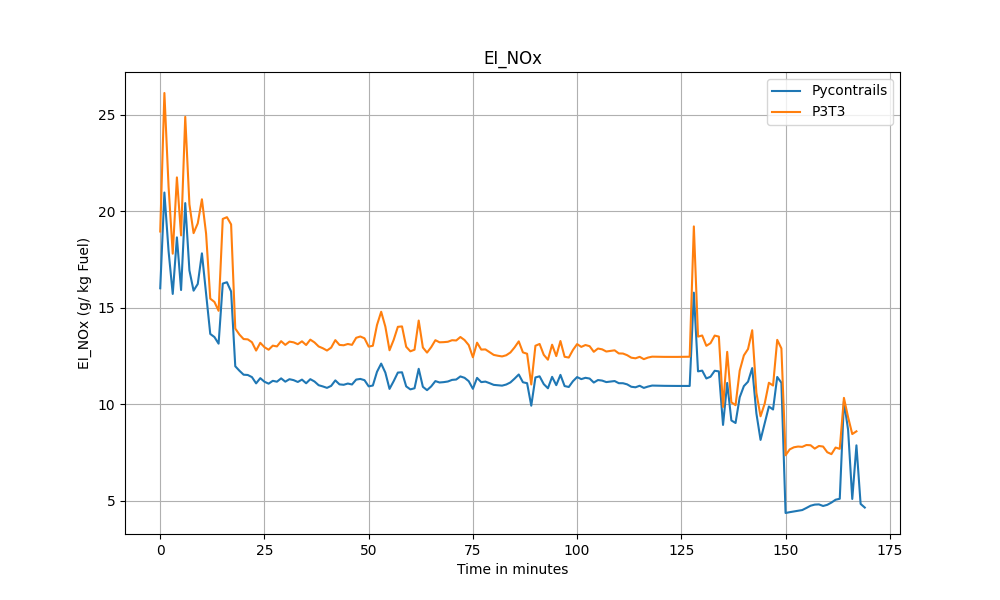 EI_NOx
Pycontrails
P3T3
EI_NOx (g/ kg Fuel)
25
20
15
10
5
0 25 50 75 100 125 150 175
Time in minutes